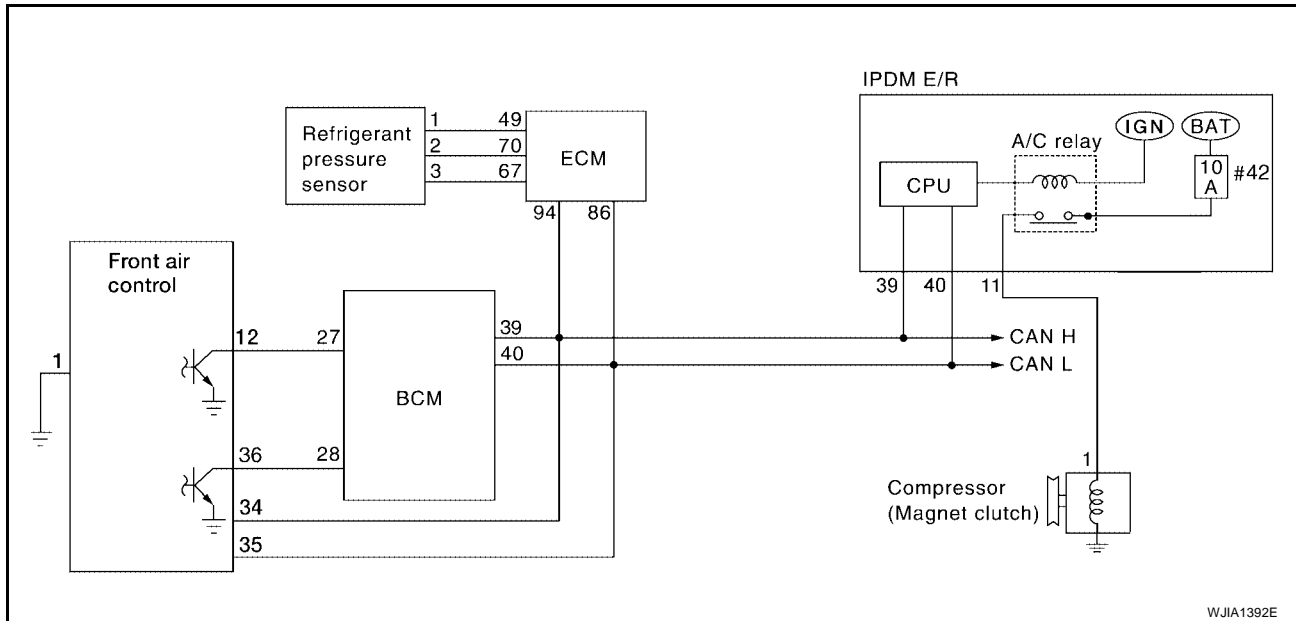 IPDM E/R
IGN
BAT
A/C relay
10
A
#42
CPU
39
40
11
Refrigerant
pressure
sensor
1
2
3
49
70
67
ECM
94
86
Front air
control
1
12
27
36
28
34
35
BCM
39
40
CAN H
CAN L
1
Compressor
(Magnet clutch)
WJIA1392E